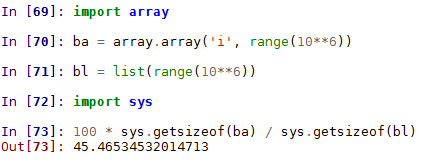 In [69]: import array
In [70]: ba = array.array('i', range(10**6))
In [71]: bl = list(range(10**6))
In [72]: import sys
In [73]: 100 * sys.getsizeof(ba) / sys.getsizeof(bl)
Out[73]: 45.46534532014713